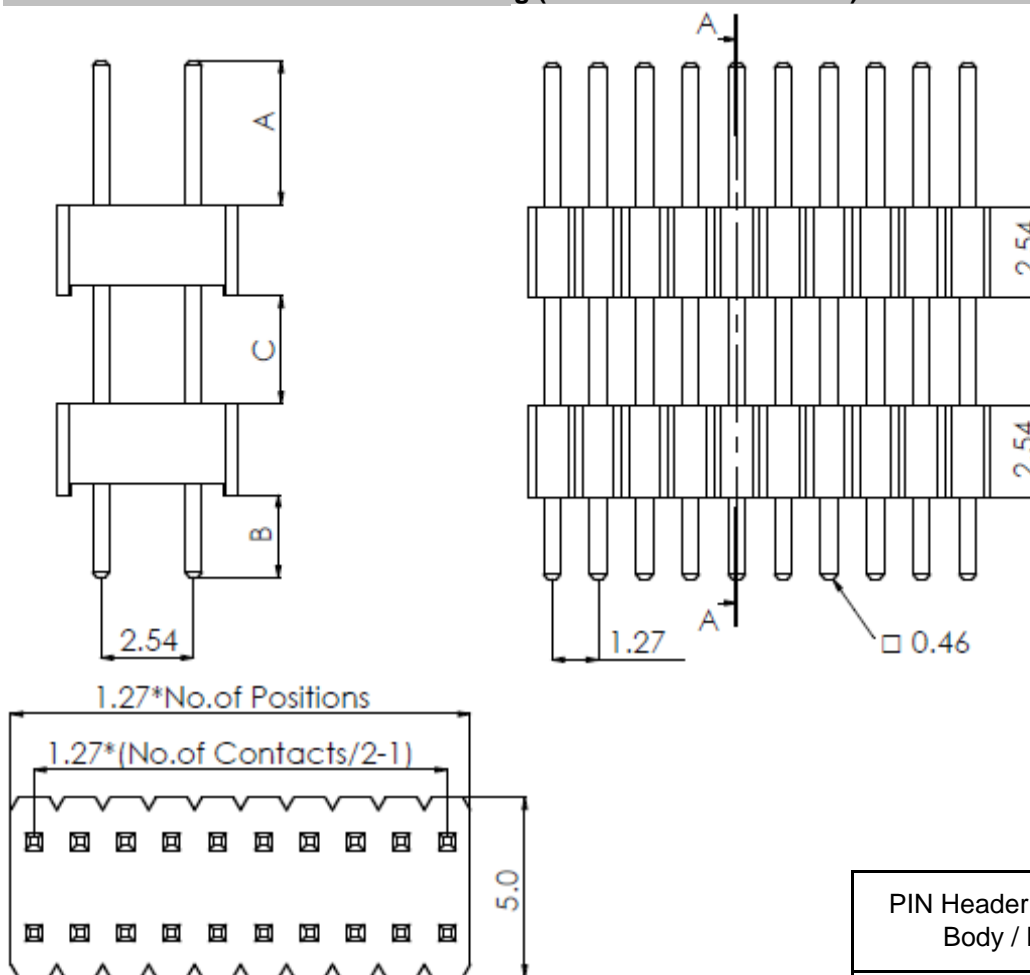 A
A
2.54
C
2.54
B
2.54
A
1.27
□ 0.46
1.27*No.of Positions
1.27*(No.of Contacts/2-1)
5.0
PIN Header
Body /